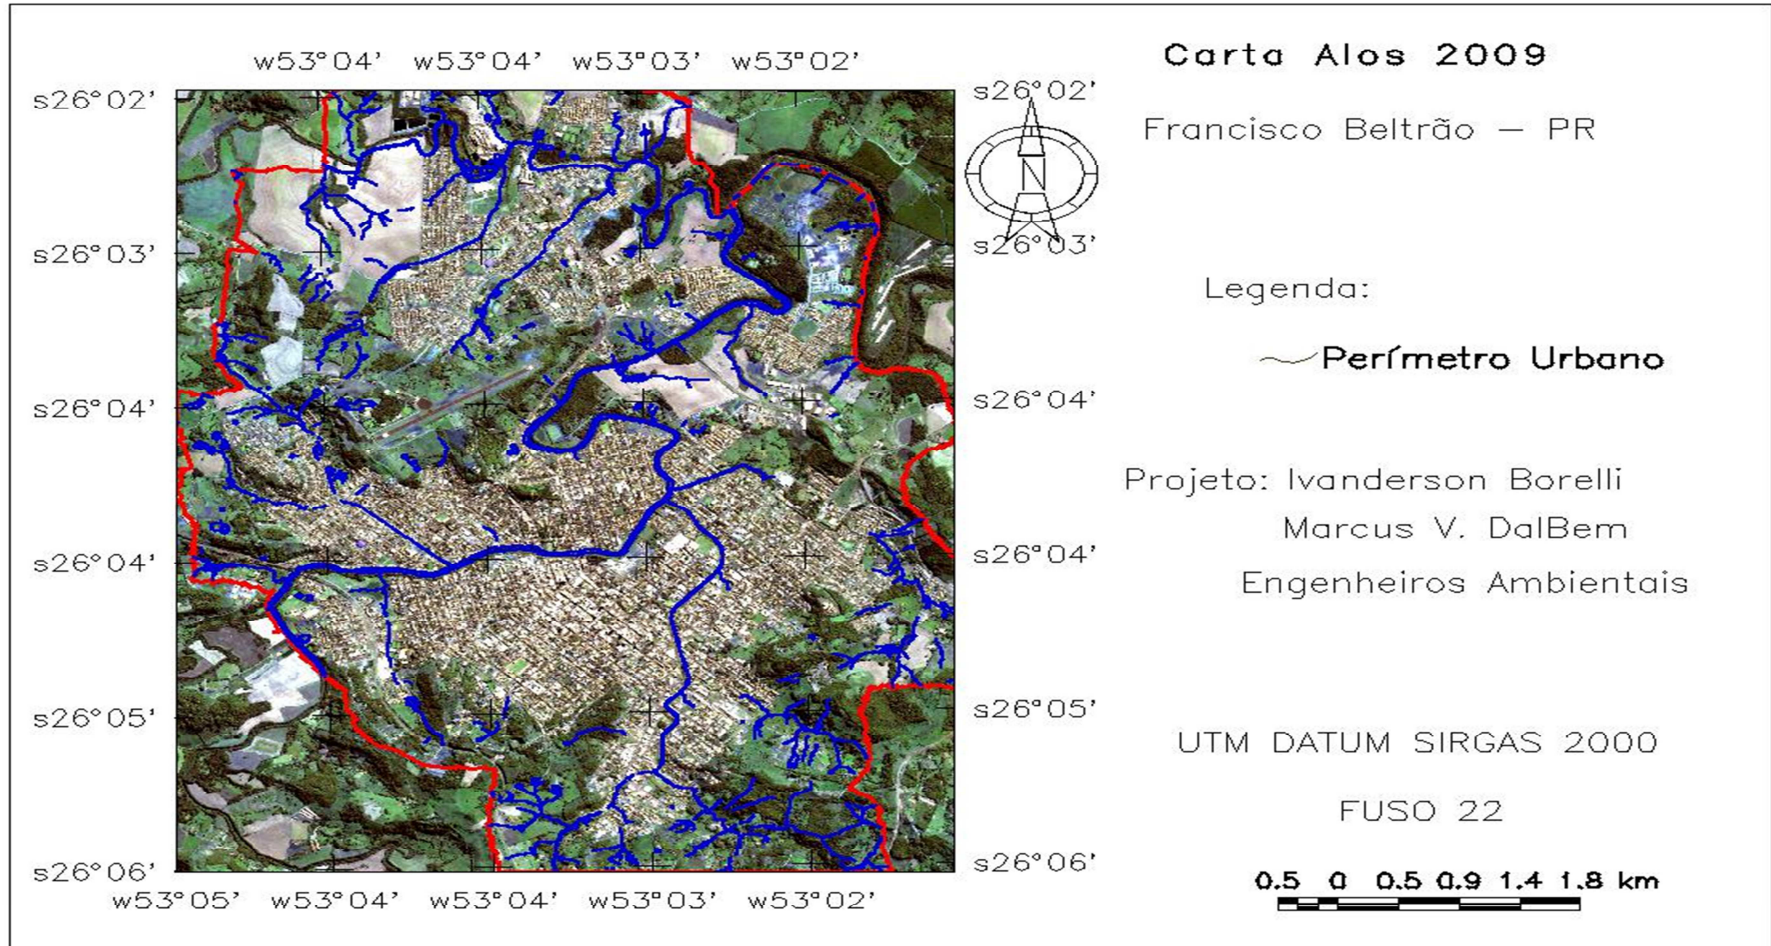 Carta Alos 2009
Francisco Beltrão – PR
w53°04' w53°04' w53°03' w53°02'
s26°02' s26°02'
N
s26°03' s26°03'
Legenda:
Perímetro Urbano
s26°04' s26°04'
Projeto: Ivanderson Borelli
Marcus V. DalBem
s26°04' s26°04'
Engenheiros Ambientais
s26°05' s26°05'
UTM DATUM SIRGAS 2000
FUSO 22
s26°06' s26°06'
w53°05' w53°04' w53°04' w53°03' w53°02'
0.5 0 0.5 0.9 1.4 1.8 km